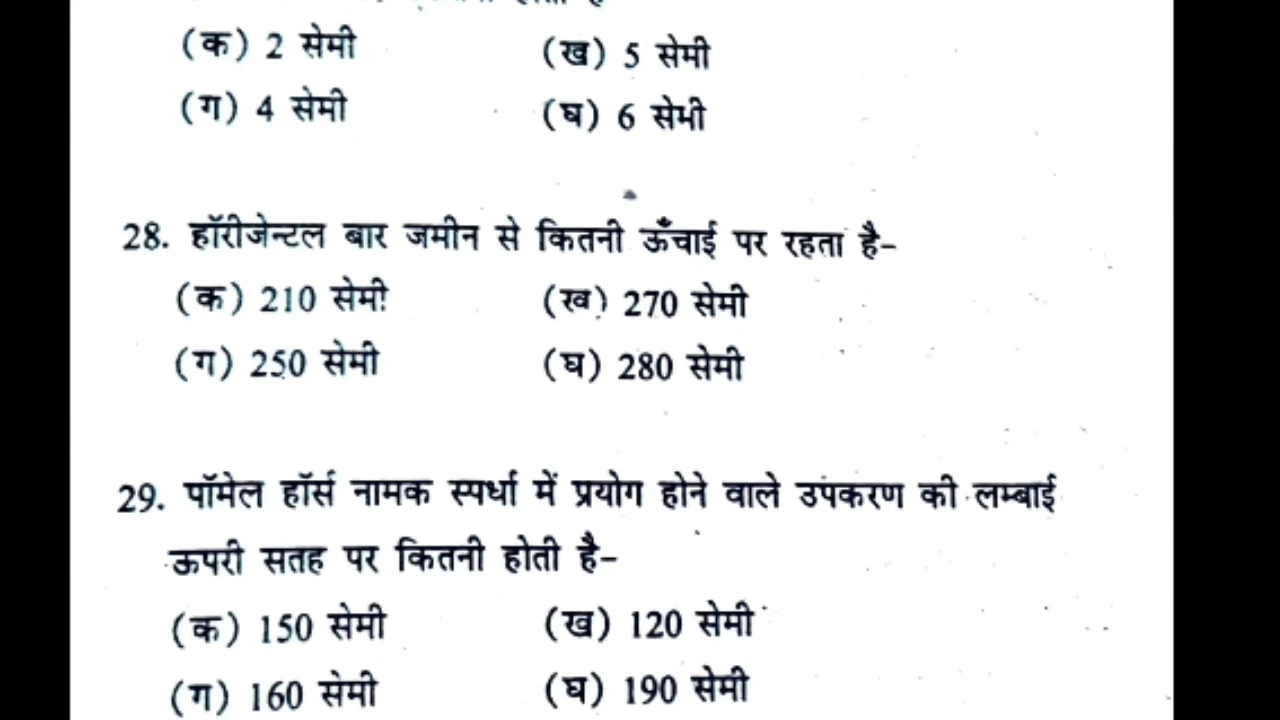 (क) 2 सेमी (ख) 5 सेमी
(ग) 4 सेमी (घ) 6 सेमी
28. हॉरीजेन्टल बार जमीन से कितनी ऊँचाई पर रहता है-
(क) 210 सेमी (ख) 270 सेमी
(ग) 250 सेमी (घ) 280 सेमी
29. पॉमेल हॉर्स नामक स्पर्धा में प्रयोग होने वाले उपकरण की लम्बाई
ऊपरी सतह पर कितनी होती है-
(क) 150 सेमी (ख) 120 सेमी
(ग) 160 सेमी (घ) 190 सेमी